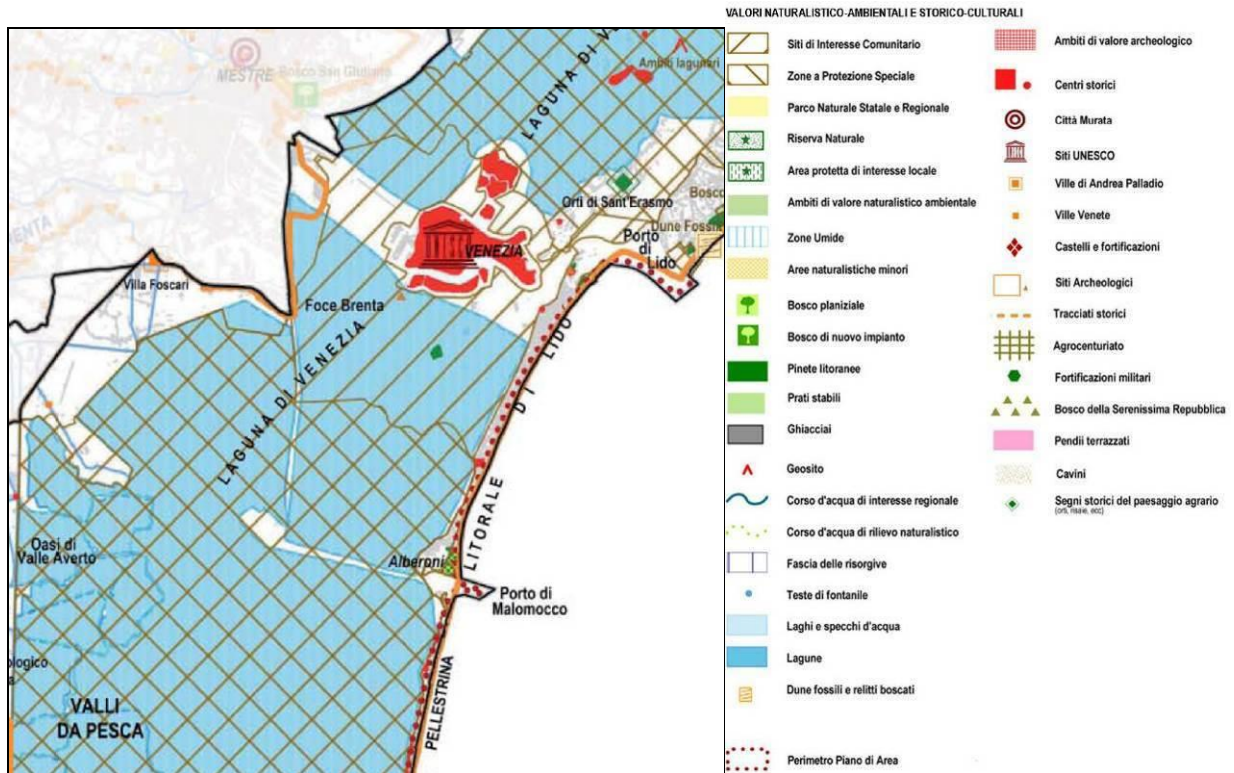 VALORI NATURALISTICO-AMBIENTALI E STORICO-CULTURALI
MESTRE
Bosco San Giuliano
LAGUNA DI VE
Ambiti lagunari
ENTA
Orti di Sant'Erasmo
Bosco
Dune Fossili
VENEZIA
Porto
di
Lido
Villa Foscari
Foce Brenta
LAGUNA DI VENEZIA
LITORALE DI LIDO
Oasi di
Valle Averto
Alberoni
Porto di
Malomocco
ologico
a
VALLI
DA PESCA
PELLESTRINA
Siti di Interesse Comunitario
Zone a Protezione Speciale
Parco Naturale Statale e Regionale
Riserva Naturale
Area protetta di interesse locale
Ambiti di valore naturalistico ambientale
Zone Umide
Aree naturalistiche minori
Bosco planiziale
Bosco di nuovo impianto
Pinete litoranee
Prati stabili
Ghiacciai
Geosito
Corso d'acqua di interesse regionale
Corso d'acqua di rilievo naturalistico
Fascia delle risorgive
Teste di fontanile
Laghi e specchi d'acqua
Lagune
Dune fossili e relitti boscati
Perimetro Piano di Area
Ambiti di valore archeologico
Centri storici
Città Murata
Siti UNESCO
Ville di Andrea Palladio
Ville Venete
Castelli e fortificazioni
Siti Archeologici
Tracciati storici
Agrocenturiato
Fortificazioni militari
Bosco della Serenissima Repubblica
Pendii terrazzati
Cavini
Segni storici del paesaggio agrario
(orti, risaie, ecc)